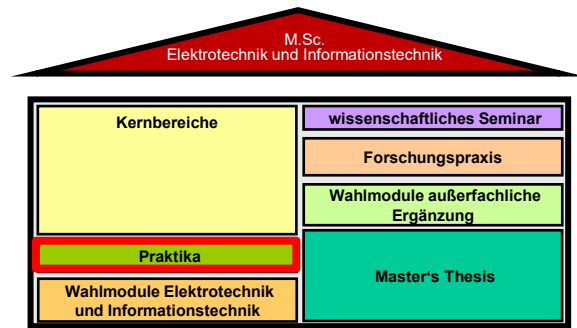 M.Sc.
Elektrotechnik und Informationstechnik
Kernbereiche
Praktika
Wahlmodule Elektrotechnik
und Informationstechnik
wissenschaftliches Seminar
Forschungspraxis
Wahlmodule außerfachliche
Ergänzung
Master‘s Thesis